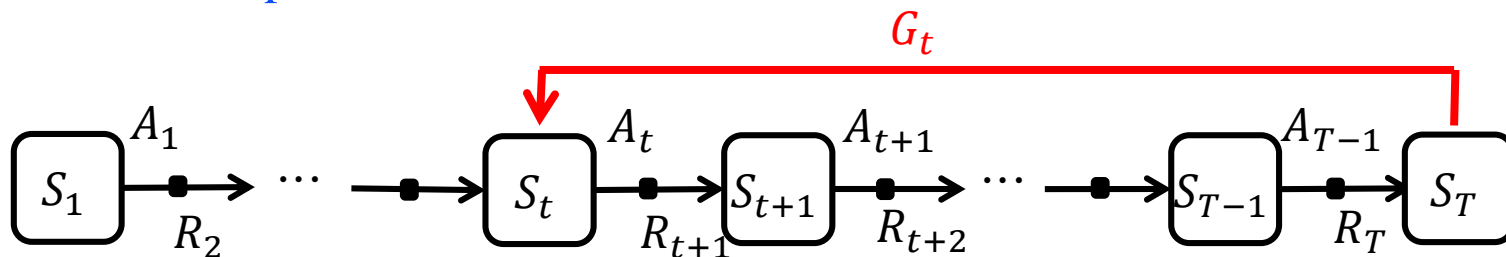 G_t
A_1 A_t A_{t+1} A_{T-1}
S_1 ⋯ S_t S_{t+1} ⋯ S_{T-1} S_T
R_2 R_{t+1} R_{t+2} R_T